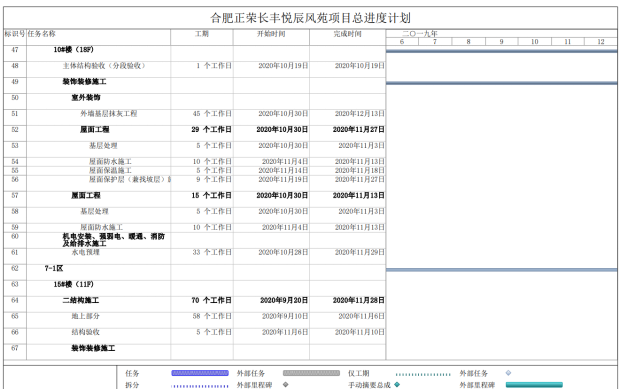 合肥正荣长丰悦辰风苑项目总进度计划
标识号 任务名称 工期 开始时间 完成时间 二〇一九年
6 7 8 9 10 11 12
47 10#楼（18F）
48 主体结构验收（分段验收） 1 个工作日 2020年10月19日 2020年10月19日
49 装饰装修施工
50 室外装饰
51 外墙基层抹灰工程 45 个工作日 2020年10月30日 2020年12月13日
52 屋面工程 29 个工作日 2020年10月30日 2020年11月27日
53 基层处理 5 个工作日 2020年10月30日 2020年11月3日
54 屋面防水施工 10 个工作日 2020年11月4日 2020年11月13日
55 屋面保温施工 5 个工作日 2020年11月14日 2020年11月18日
56 屋面保护层（兼找坡层） 9 个工作日 2020年11月19日 2020年11月27日
57 屋面工程 15 个工作日 2020年10月30日 2020年11月13日
58 基层处理 5 个工作日 2020年10月30日 2020年11月3日
59 屋面防水施工 10 个工作日 2020年11月4日 2020年11月13日
60 机电安装、强弱电、暖通、消防
及给排水施工
61 水电预埋 33 个工作日 2020年10月28日 2020年11月29日
62 7-1区
63 15#楼（11F）
64 二结构施工 70 个工作日 2020年9月20日 2020年11月28日
65 地上部分 58 个工作日 2020年9月10日 2020年11月6日
66 结构验收 5 个工作日 2020年11月6日 2020年11月10日
67 装饰装修施工
任务 外部任务 仅工期 外部任务
拆分 外部里程碑 手动摘要总成 外部里程碑